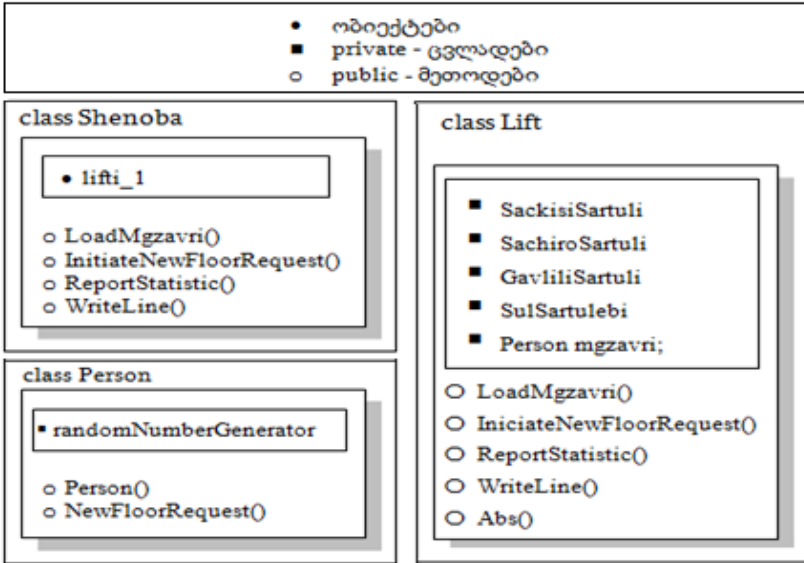 • ობიექტები
▪ private - ცვლადები
o public - მეთოდები
class Shenoba
• lifti_1
o LoadMgzavri()
o InitiateNewFloorRequest()
o ReportStatistic()
o WriteLine()
class Person
▪ randomNumberGenerator
o Person()
o NewFloorRequest()
class Lift
▪ SackisiSartuli
▪ SachiroSartuli
▪ GavliliSartuli
▪ SulSartulebi
▪ Person mgzavri;
O LoadMgzavri()
O IniciateNewFloorRequest()
O ReportStatistic()
O WriteLine()
O Abs()